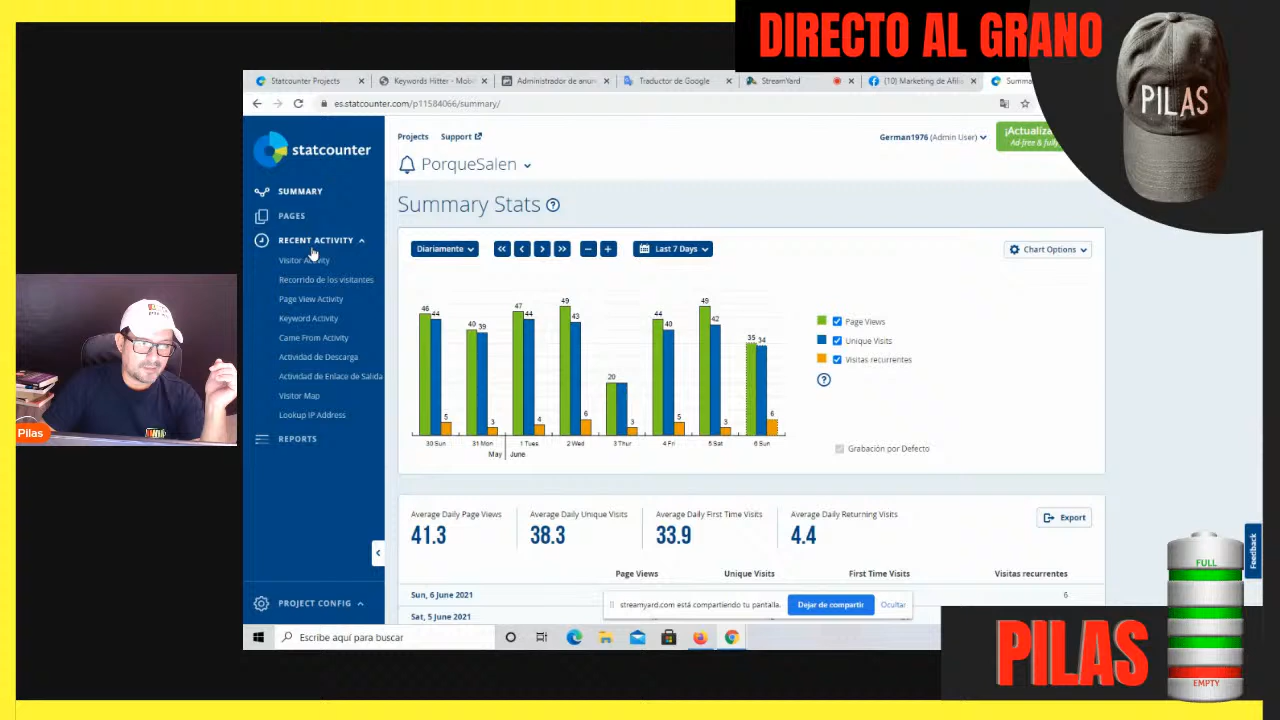 DIRECTO AL GRANO
PILAS
Statcounter Projects
Keywords Hitter - Mobi
Administrador de anun
Traductor de Google
StreamYard
(10) Marketing de Afili
Summa
es.statcounter.com/p11584066/summary/
statcounter
Projects
Support
German1976 (Admin User)
¡Actualiza
Ad-free & fully
PorqueSalen
SUMMARY
PAGES
RECENT ACTIVITY
Visitor Activity
Recorrido de los visitantes
Page View Activity
Keyword Activity
Came From Activity
Actividad de Descarga
Actividad de Enlace de Salida
Visitor Map
Lookup IP Address
REPORTS
PROJECT CONFIG
Summary Stats
Diariamente
Last 7 Days
Chart Options
46 44 5
40 39 3
47 44 4
49 43 6
20 3
44 40 5
49 42 3
35 34 6
30 Sun 31 Mon 1 Tues 2 Wed 3 Thur 4 Fri 5 Sat 6 Sun
May June
Page Views
Unique Visits
Visitas recurrentes
Grabación por Defecto
Average Daily Page Views
41.3
Average Daily Unique Visits
38.3
Average Daily First Time Visits
33.9
Average Daily Returning Visits
4.4
Export
Page Views Unique Visits First Time Visits Visitas recurrentes
Sun, 6 June 2021 6
Sat, 5 June 2021
streamyard.com está compartiendo tu pantalla.
Dejar de compartir
Ocultar
Feedback
Escribe aquí para buscar
Pilas
FULL
PILAS
EMPTY